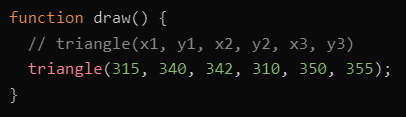 function draw() {
// triangle(x1, y1, x2, y2, x3, y3)
triangle(315, 340, 342, 310, 350, 355);
}